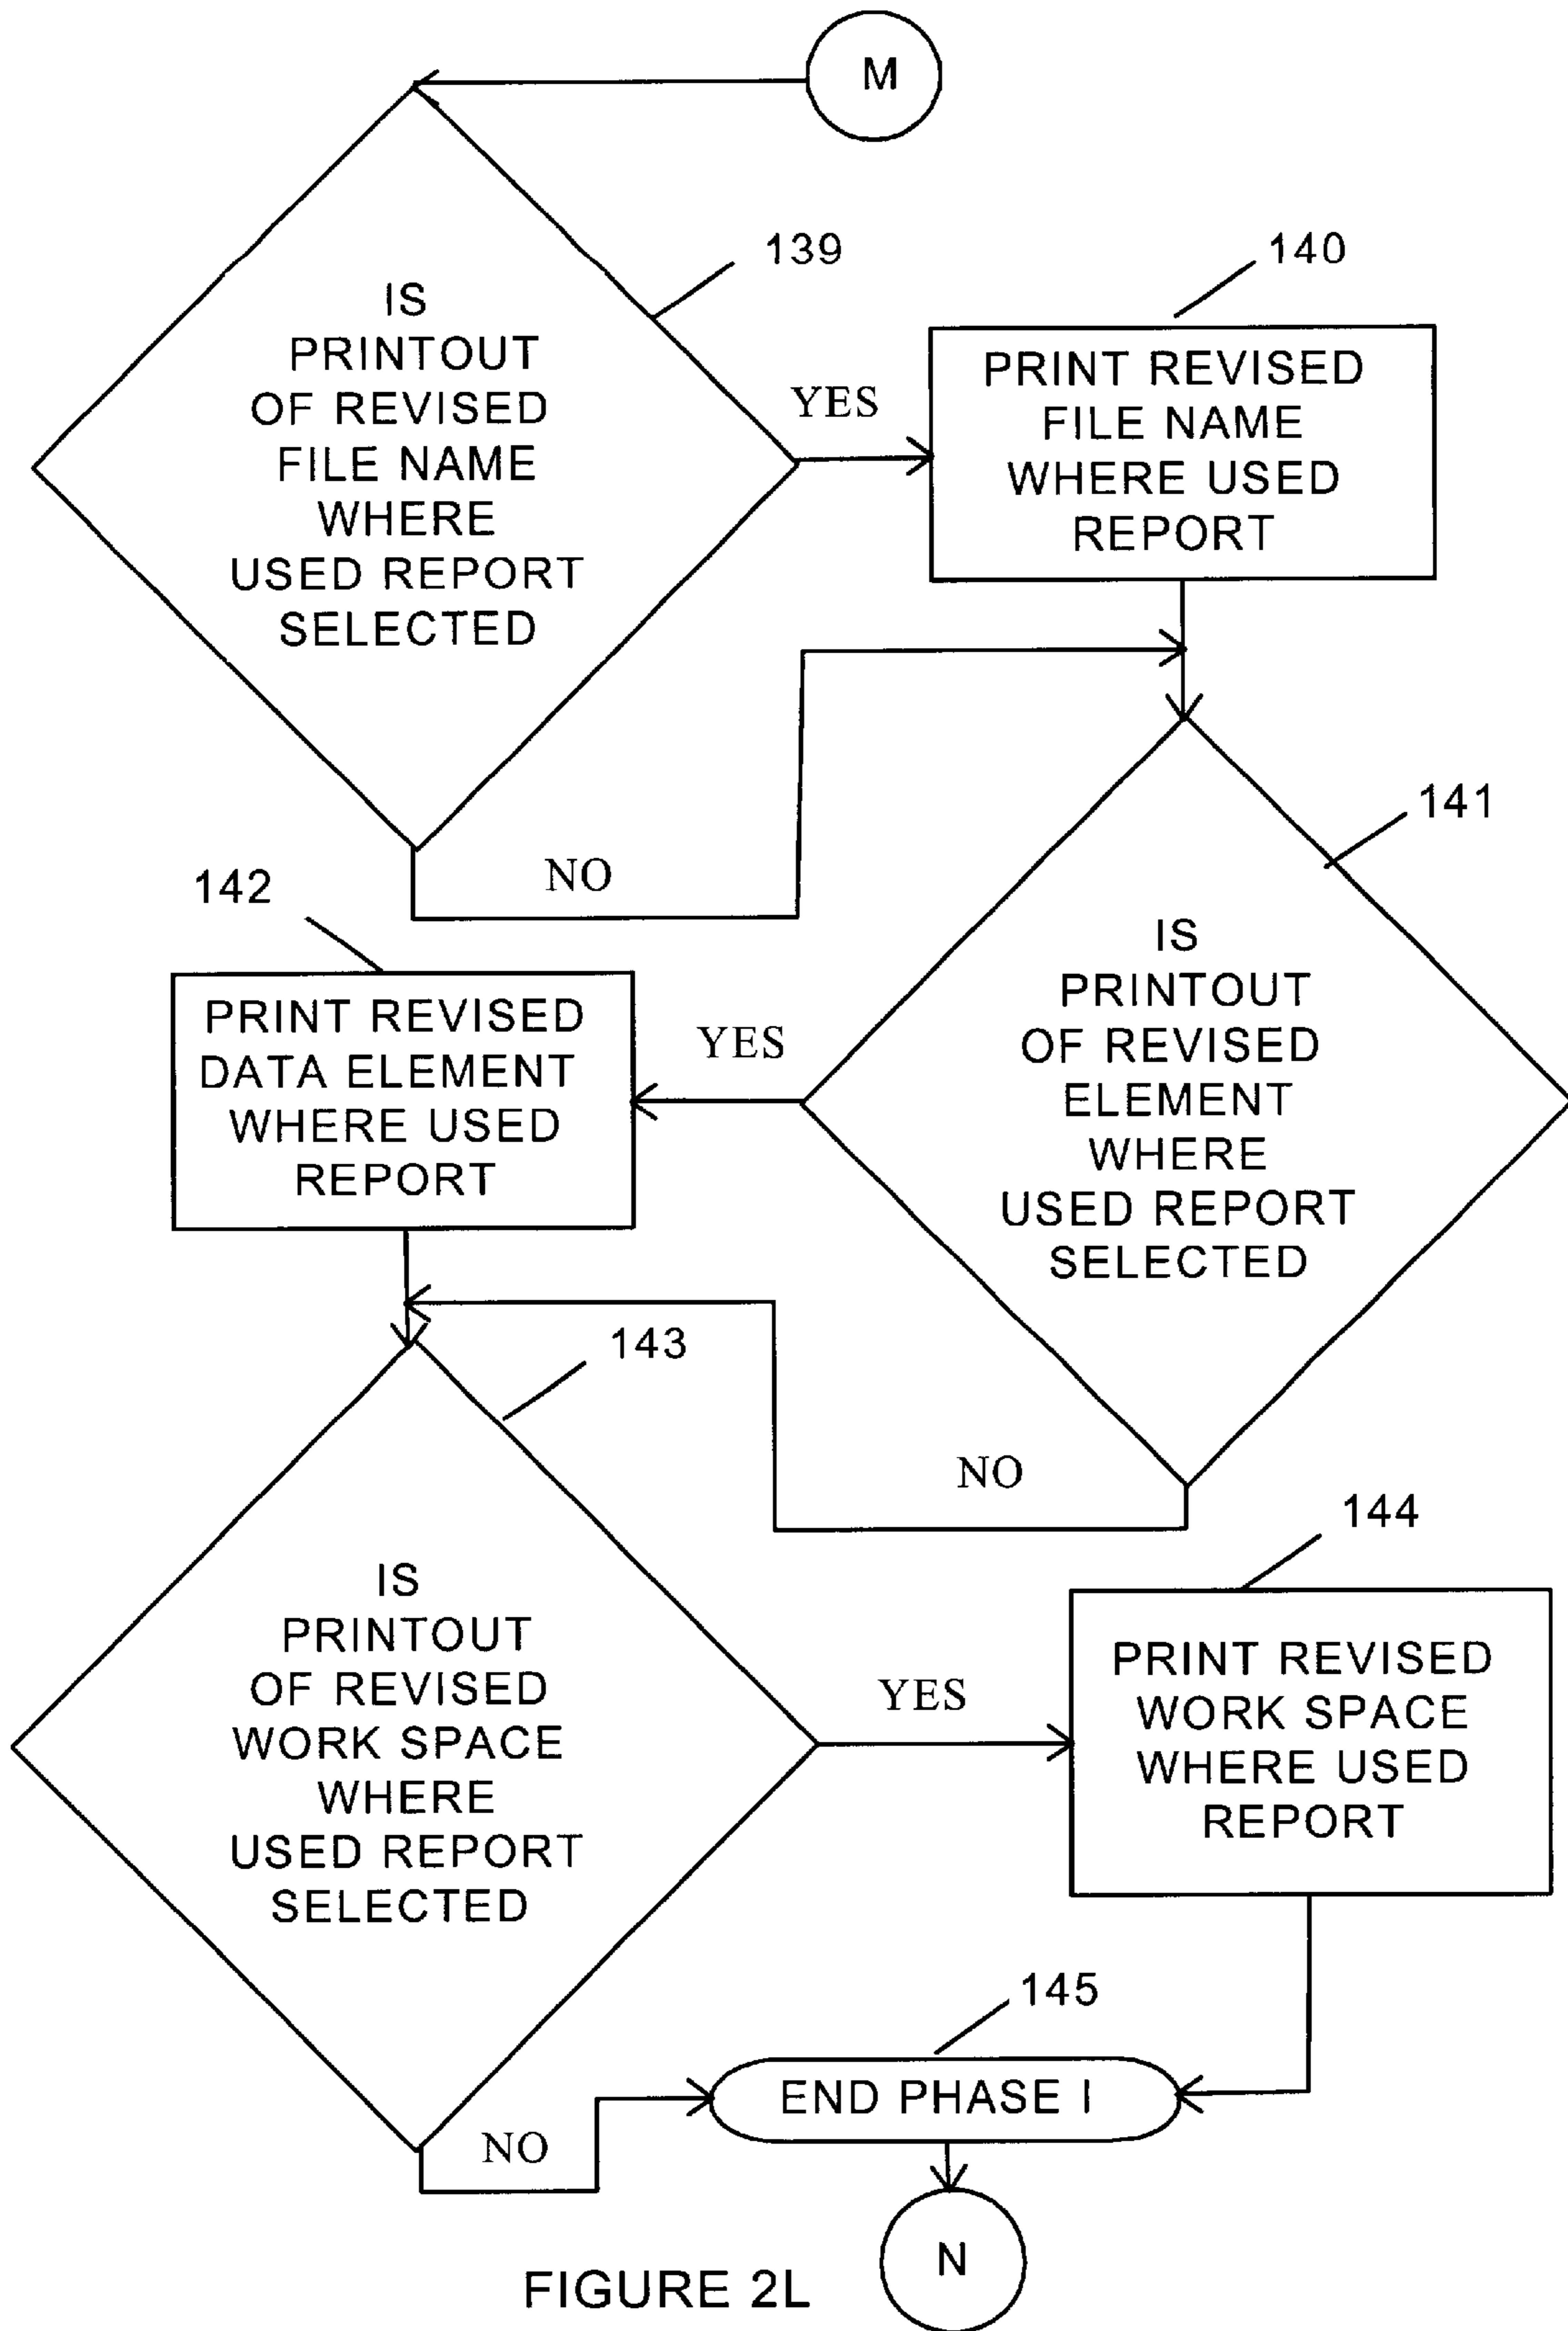 M
139
IS
PRINTOUT
OF REVISED
FILE NAME
WHERE
USED REPORT
SELECTED
YES
140
PRINT REVISED
FILE NAME
WHERE USED
REPORT
NO
141
IS
PRINTOUT
OF REVISED
ELEMENT
WHERE
USED REPORT
SELECTED
YES
142
PRINT REVISED
DATA ELEMENT
WHERE USED
REPORT
NO
143
IS
PRINTOUT
OF REVISED
WORK SPACE
WHERE
USED REPORT
SELECTED
YES
144
PRINT REVISED
WORK SPACE
WHERE USED
REPORT
NO
145
END PHASE I
N
FIGURE 2L